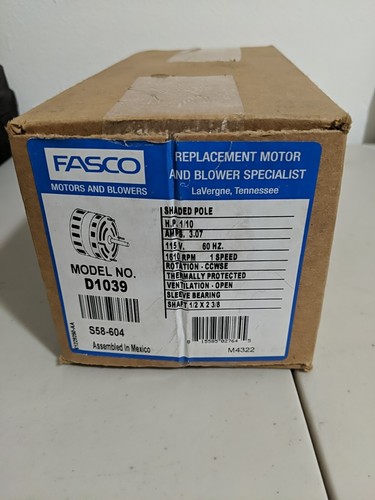 FASCO
MOTORS AND BLOWERS
REPLACEMENT MOTOR
AND BLOWER SPECIALIST
LaVergne, Tennessee
MODEL NO.
D1039
S58-604
Assembled In Mexico
SHADED POLE
H.P. 1/10
AMPS. 3.07
115 V. 60 HZ.
1610 RPM 1 SPEED
ROTATION - CCWSE
THERMALLY PROTECTED
VENTILATION - OPEN
SLEEVE BEARING
SHAFT 1/2 X 2 3/8
M4322